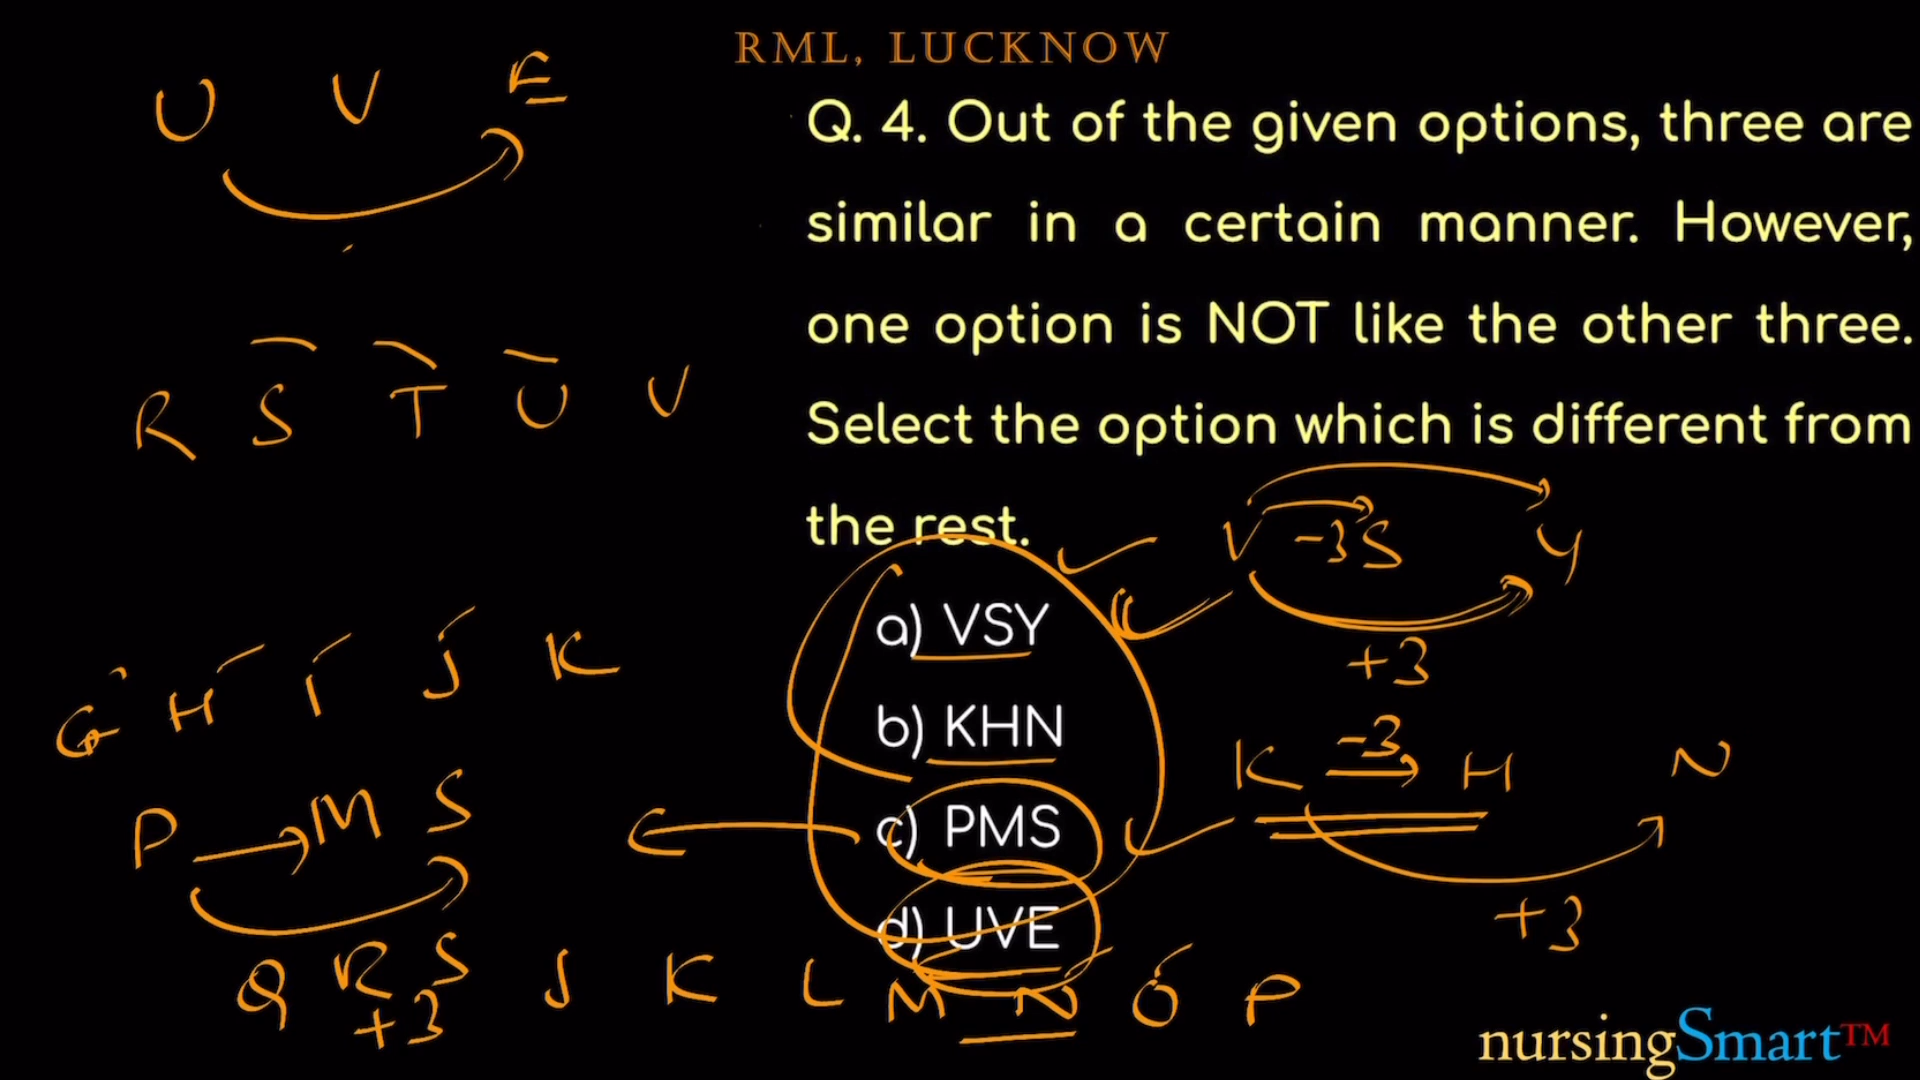 RML, LUCKNOW
U V E
Q. 4. Out of the given options, three are
similar in a certain manner. However,
one option is NOT like the other three.
Select the option which is different from
the rest.
R S T U V
V -3 S Y
+3
a) VSY
b) KHN
c) PMS
d) UVE
G H I J K
K -3 H N
+3
P M S
Q R S
+3
J K L M N O P
nursingSmart™